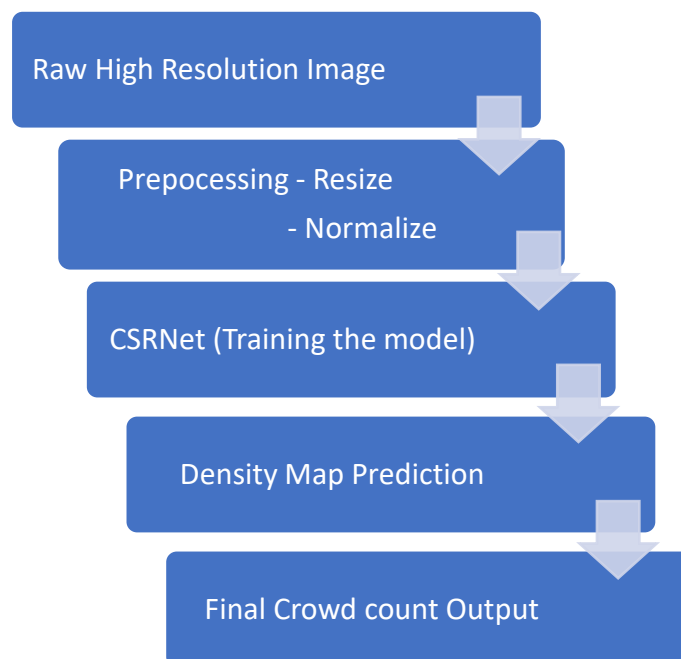 Raw High Resolution Image
Prepocessing - Resize
- Normalize
CSRNet (Training the model)
Density Map Prediction
Final Crowd count Output